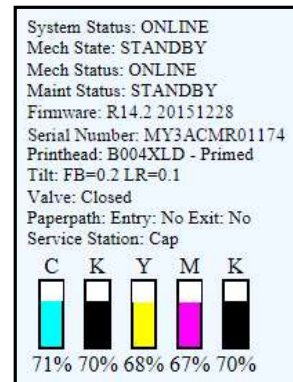 System Status: ONLINE
Mech State: STANDBY
Mech Status: ONLINE
Maint Status: STANDBY
Firmware: R14.2 20151228
Serial Number: MY3ACMR01174
Printhead: B004XLD - Primed
Tilt: FB=0.2 LR=0.1
Valve: Closed
Paperpath: Entry: No Exit: No
Service Station: Cap
C K Y M K
71% 70% 68% 67% 70%